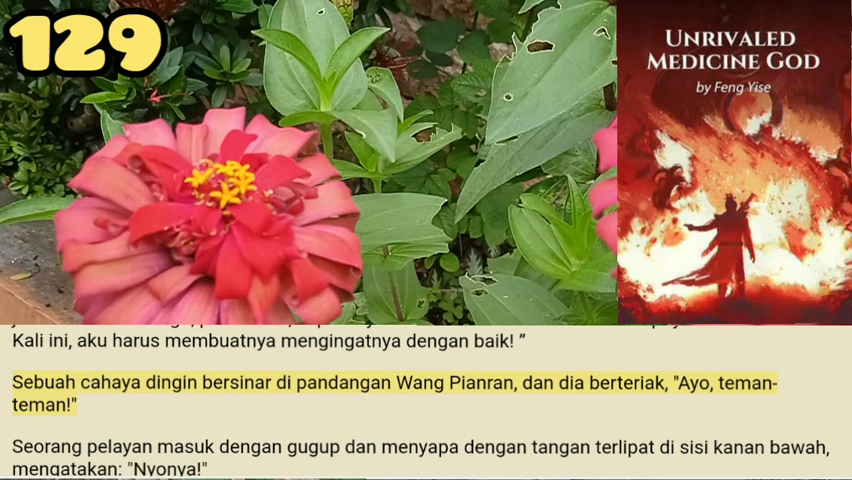 129
UNRIVALED
MEDICINE GOD
by Feng Yise
Kali ini, aku harus membuatnya mengingatnya dengan baik! ”
Sebuah cahaya dingin bersinar di pandangan Wang Pianran, dan dia berteriak, "Ayo, teman-
teman!"
Seorang pelayan masuk dengan gugup dan menyapa dengan tangan terlipat di sisi kanan bawah,
mengatakan: "Nyonya!"